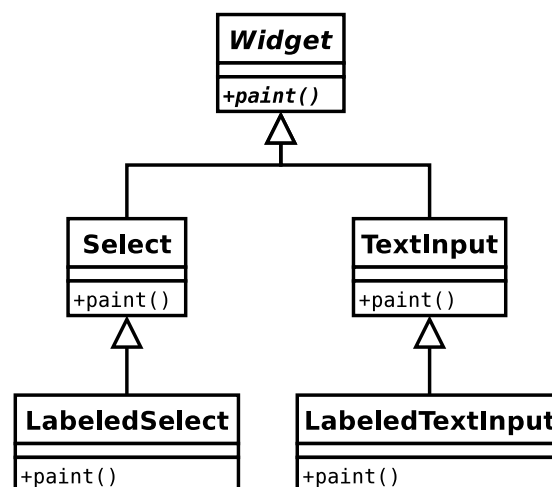 Widget
+paint()
Select
TextInput
+paint()
+paint()
LabeledSelect
LabeledTextInput
+paint()
+paint()